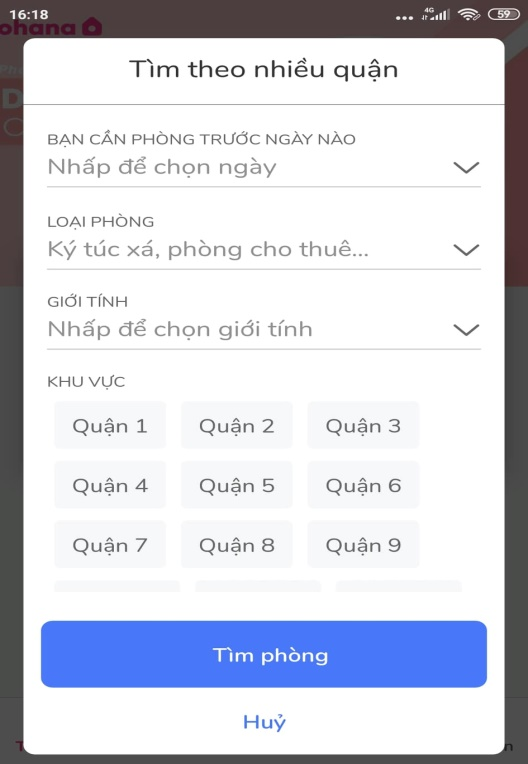 16:18
4G
59
ohana
Tìm theo nhiều quận
BẠN CẦN PHÒNG TRƯỚC NGÀY NÀO
Nhấp để chọn ngày
LOẠI PHÒNG
Ký túc xá, phòng cho thuê...
GIỚI TÍNH
Nhấp để chọn giới tính
KHU VỰC
Quận 1 Quận 2 Quận 3
Quận 4 Quận 5 Quận 6
Quận 7 Quận 8 Quận 9
Tìm phòng
Huỷ